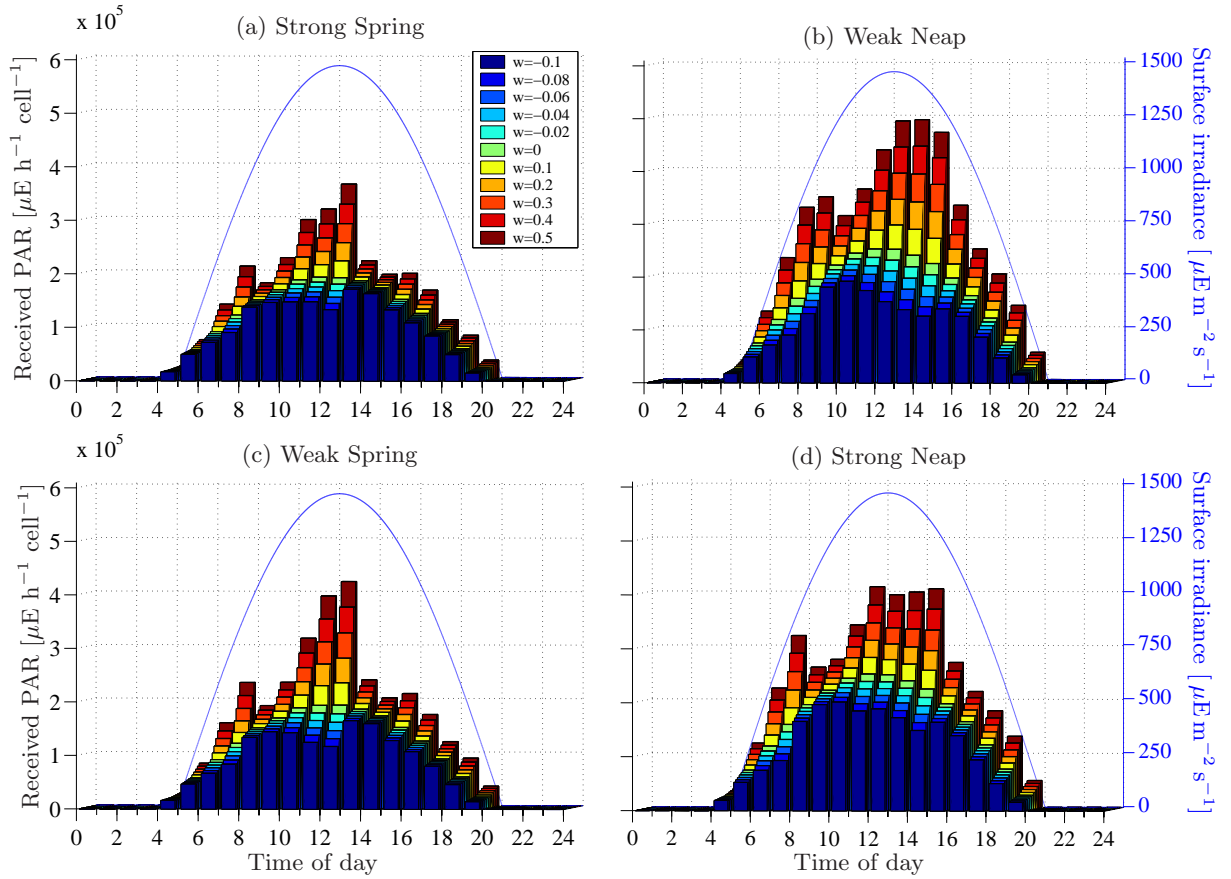 x 10⁵
(a) Strong Spring
Received PAR [μE h⁻¹ cell⁻¹]
6
5
4
3
2
1
0
0 2 4 6 8 10 12 14 16 18 20 22 24
w=−0.1
w=−0.08
w=−0.06
w=−0.04
w=−0.02
w=0
w=0.1
w=0.2
w=0.3
w=0.4
w=0.5
(b) Weak Neap
0 2 4 6 8 10 13 14 16 18 20 22 24
1500
1250
1000
750
500
250
0
Surface irradiance [ μE m⁻² s⁻¹]
x 10⁵
(c) Weak Spring
Received PAR [μE h⁻¹ cell⁻¹]
6
5
4
3
2
1
0
0 2 4 6 8 10 12 14 16 18 20 22 24
Time of day
(d) Strong Neap
0 2 4 6 8 10 13 14 16 18 20 22 24
Time of day
1500
1250
1000
750
500
250
0
Surface irradiance [ μE m⁻² s⁻¹]